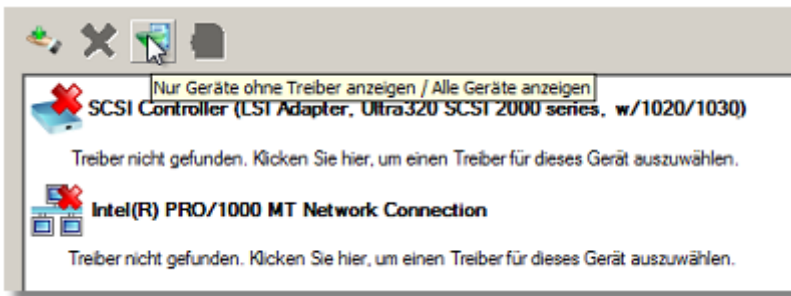 Nur Geräte ohne Treiber anzeigen / Alle Geräte anzeigen
SCSI Controller (LSI Adapter, Ultra320 SCSI 2000 series, w/1020/1030)
Treiber nicht gefunden. Klicken Sie hier, um einen Treiber für dieses Gerät auszuwählen.
Intel(R) PRO/1000 MT Network Connection
Treiber nicht gefunden. Klicken Sie hier, um einen Treiber für dieses Gerät auszuwählen.